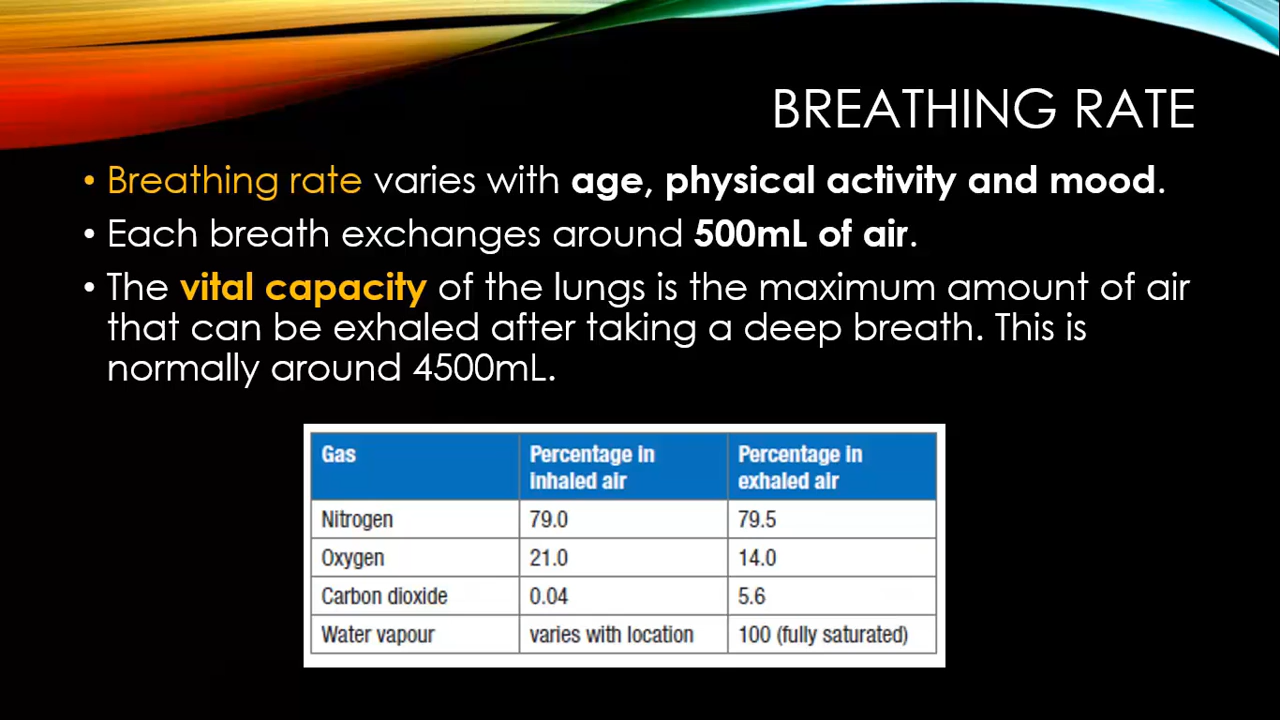 BREATHING RATE
• Breathing rate varies with age, physical activity and mood.
• Each breath exchanges around 500mL of air.
• The vital capacity of the lungs is the maximum amount of air
that can be exhaled after taking a deep breath. This is
normally around 4500mL.
Gas Percentage in inhaled air Percentage in exhaled air
Nitrogen 79.0 79.5
Oxygen 21.0 14.0
Carbon dioxide 0.04 5.6
Water vapour varies with location 100 (fully saturated)